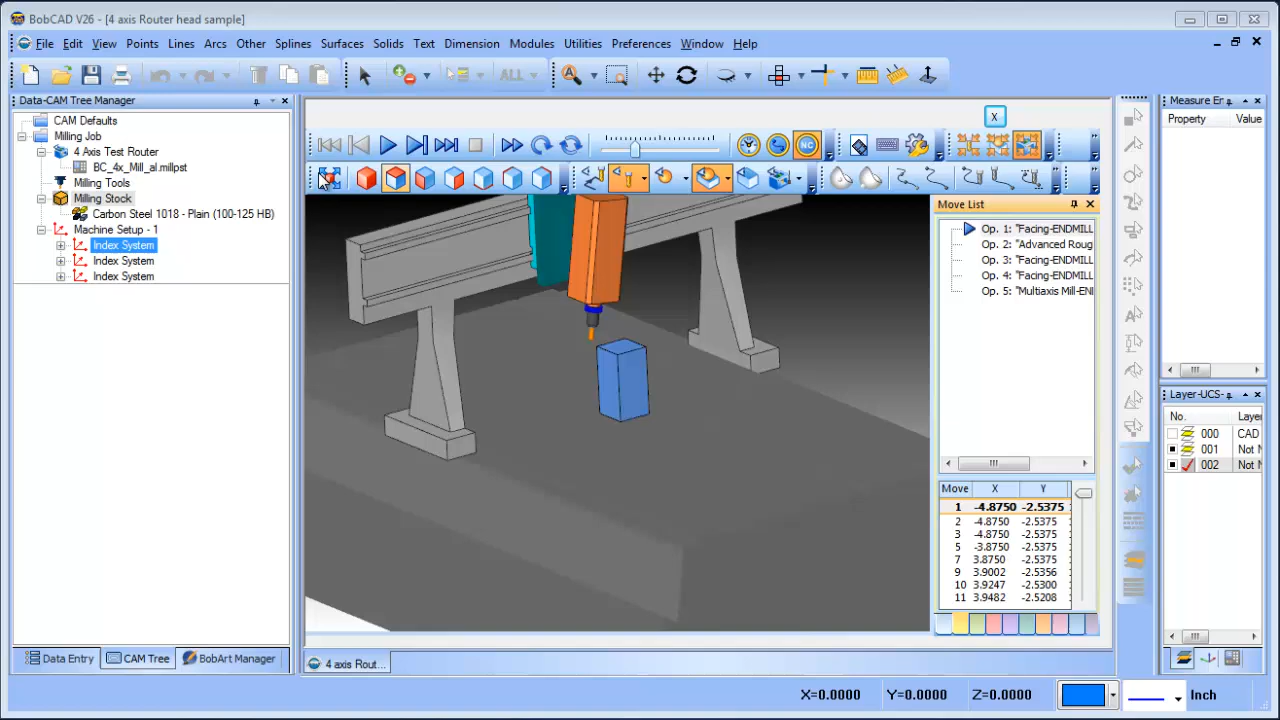 BobCAD V26 - [4 axis Router head sample]
File Edit View Points Lines Arcs Other Splines Surfaces Solids Text Dimension Modules Utilities Preferences Window Help
ALL
Data-CAM Tree Manager
CAM Defaults
Milling Job
4 Axis Test Router
BC_4x_Mill_al.millpst
Milling Tools
Milling Stock
Carbon Steel 1018 - Plain (100-125 HB)
Machine Setup - 1
Index System
Index System
Index System
X
NC
Move List
Op. 1: "Facing-ENDMILL
Op. 2: "Advanced Roug
Op. 3: "Facing-ENDMILL
Op. 4: "Facing-ENDMILL
Op. 5: "Multiaxis Mill-EN
Move X Y
1 -4.8750 -2.5375
2 -4.8750 -2.5375
3 -4.8750 -2.5375
5 -3.8750 -2.5375
7 3.8750 -2.5375
9 3.9002 -2.5356
10 3.9247 -2.5300
11 3.9482 -2.5208
Measure Er
Property Value
Layer-UCS-
No. Layer
000 CAD
001 Not
002 Not
Data Entry CAM Tree BobArt Manager
4 axis Rout...
X=0.0000 Y=0.0000 Z=0.0000 Inch